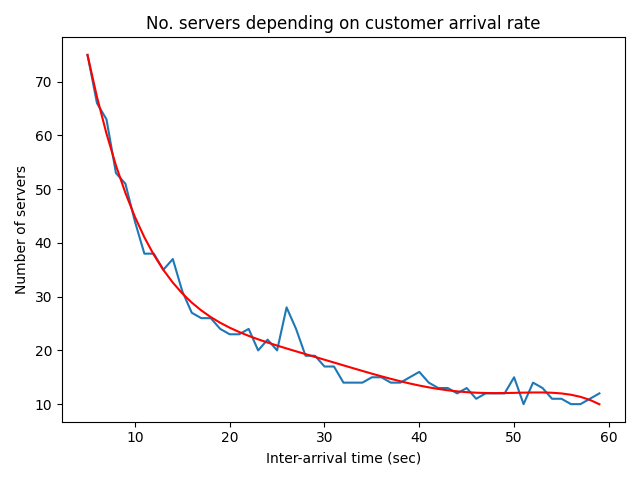 No. servers depending on customer arrival rate
Number of servers
70
60
50
40
30
20
10
10 20 30 40 50 60
Inter-arrival time (sec)